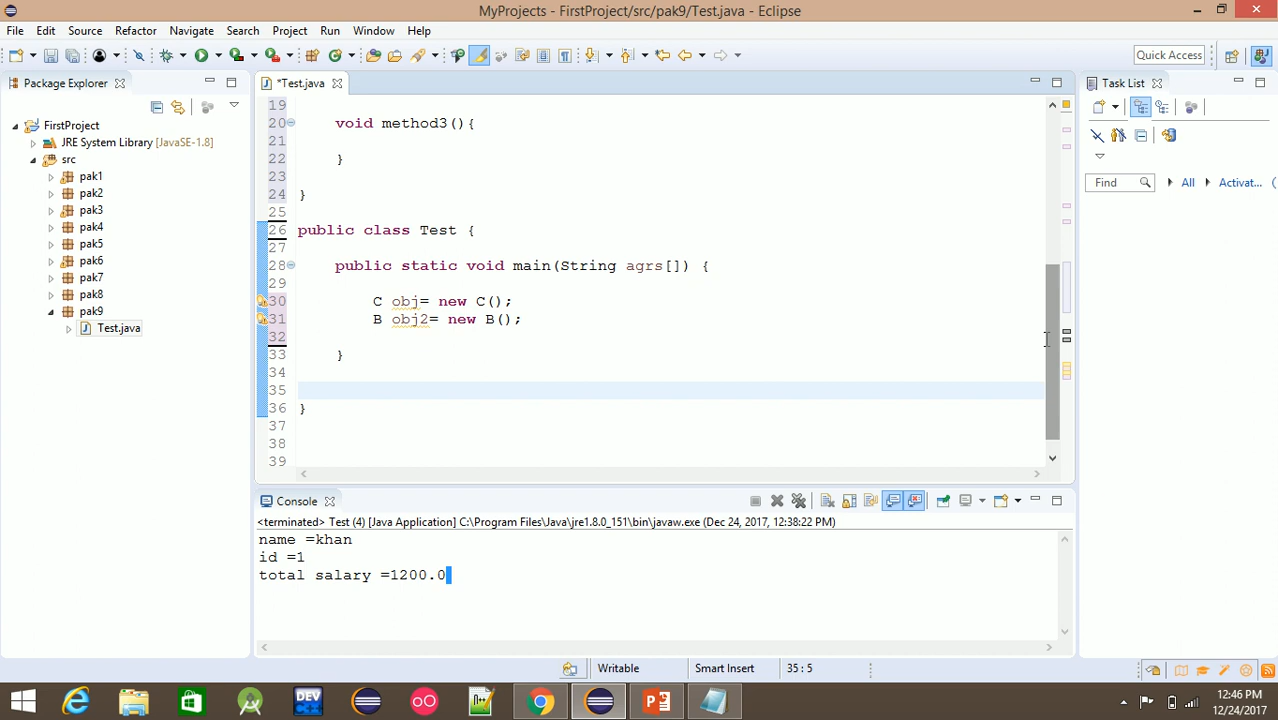 MyProjects - FirstProject/src/pak9/Test.java - Eclipse
File Edit Source Refactor Navigate Search Project Run Window Help
Quick Access
Package Explorer
FirstProject
JRE System Library [JavaSE-1.8]
src
pak1
pak2
pak3
pak4
pak5
pak6
pak7
pak8
pak9
Test.java
*Test.java
19
20 void method3(){
21
22 }
23
24 }
25
26 public class Test {
27
28 public static void main(String agrs[]) {
29
30 C obj= new C();
31 B obj2= new B();
32
33 }
34
35
36 }
37
38
39
Task List
Find All Activat...
Console
<terminated> Test (4) [Java Application] C:\Program Files\Java\jre1.8.0_151\bin\javaw.exe (Dec 24, 2017, 12:38:22 PM)
name =khan
id =1
total salary =1200.0
Writable Smart Insert 35 : 5
DEV
12:46 PM
12/24/2017